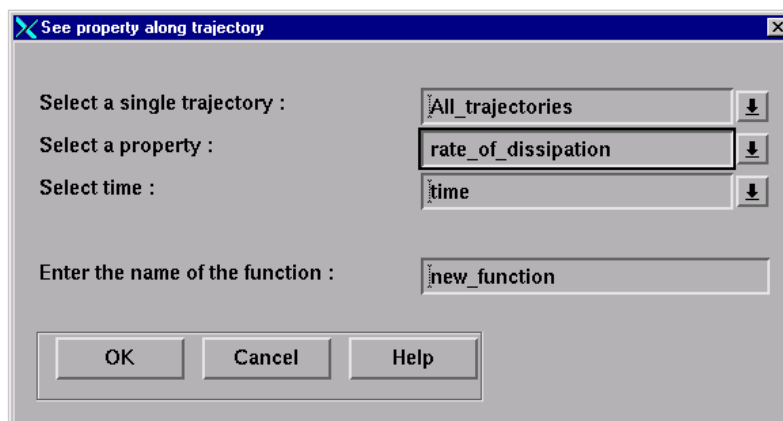 See property along trajectory
Select a single trajectory : All_trajectories
Select a property : rate_of_dissipation
Select time : time
Enter the name of the function : new_function
OK Cancel Help